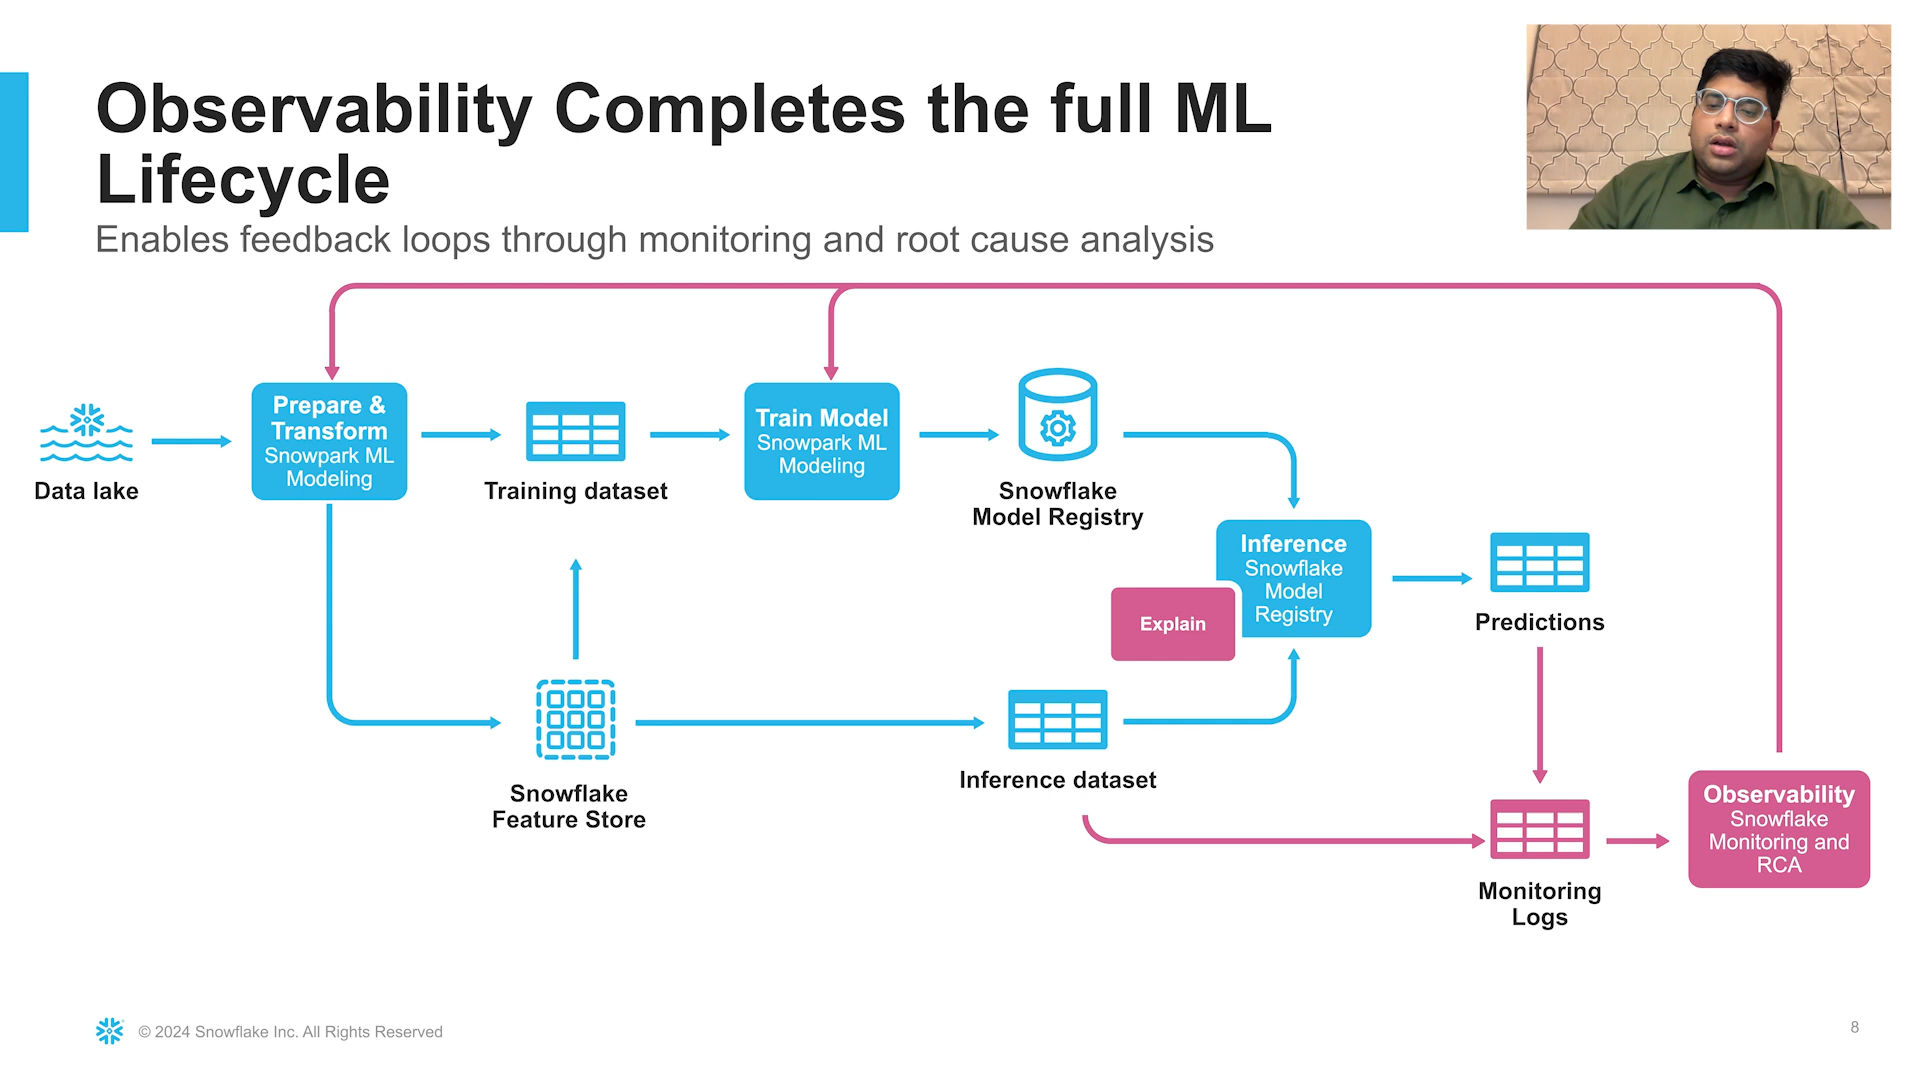 Observability Completes the full ML
Lifecycle
Enables feedback loops through monitoring and root cause analysis
Data lake
Prepare &
Transform
Snowpark ML
Modeling
Training dataset
Train Model
Snowpark ML
Modeling
Snowflake
Model Registry
Inference
Snowflake
Model
Registry
Explain
Predictions
Snowflake
Feature Store
Inference dataset
Monitoring
Logs
Observability
Snowflake
Monitoring and
RCA
© 2024 Snowflake Inc. All Rights Reserved
8